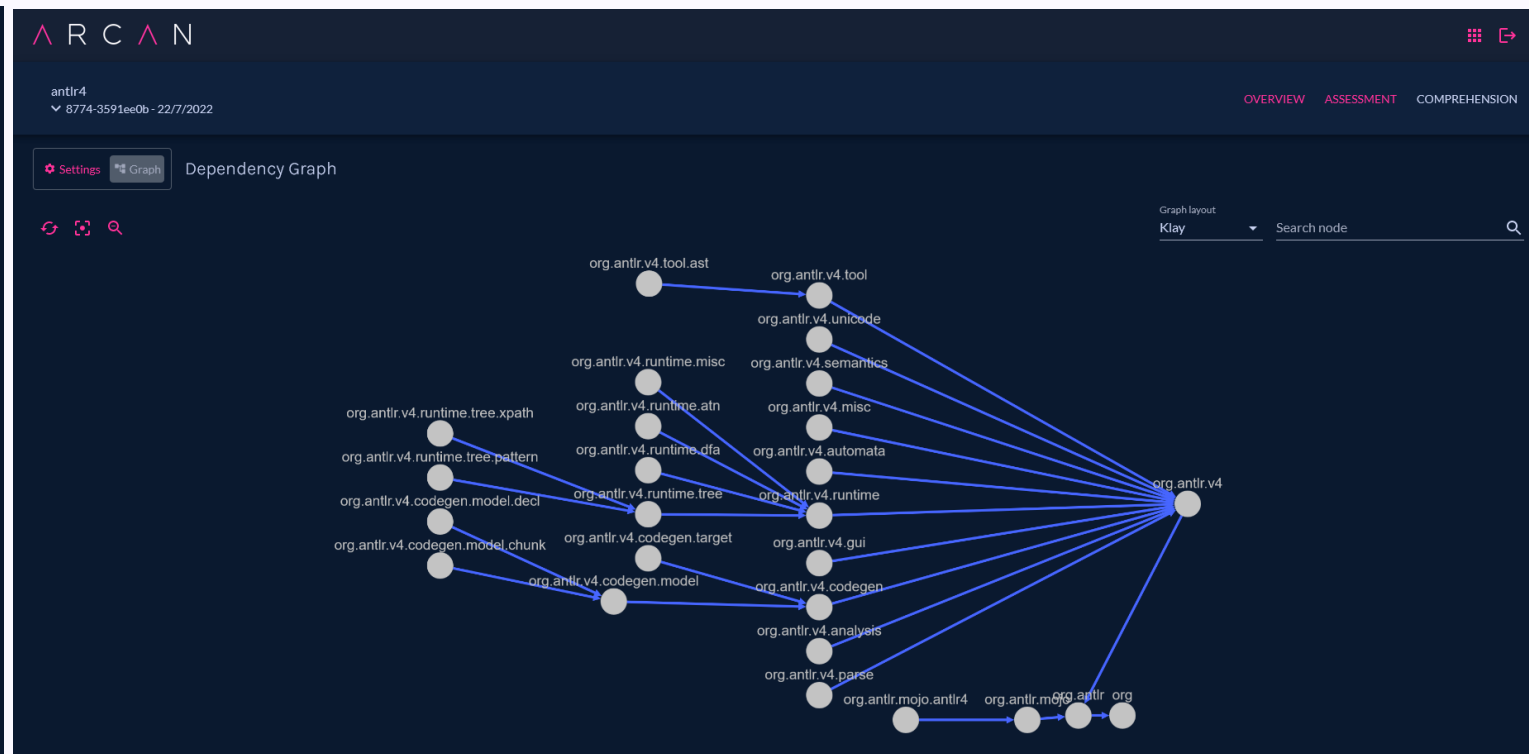 ARCAN
antlr4
8774-3591ee0b - 22/7/2022
OVERVIEW ASSESSMENT COMPREHENSION
Settings Graph Dependency Graph
Graph layout
Klay Search node
org.antlr.v4.tool.ast
org.antlr.v4.tool
org.antlr.v4.unicode
org.antlr.v4.runtime.misc org.antlr.v4.semantics
org.antlr.v4.runtime.tree.xpath org.antlr.v4.runtime.atn org.antlr.v4.misc
org.antlr.v4.runtime.tree.pattern org.antlr.v4.runtime.dfa org.antlr.v4.automata
org.antlr.v4
org.antlr.v4.codegen.model.decl org.antlr.v4.runtime.tree org.antlr.v4.runtime
org.antlr.v4.codegen.model.chunk org.antlr.v4.codegen.target org.antlr.v4.gui
org.antlr.v4.codegen.model org.antlr.v4.codegen
org.antlr.v4.analysis
org.antlr.v4.parse
org.antlr.mojo.antlr4 org.antlr.mojo org.antlr org